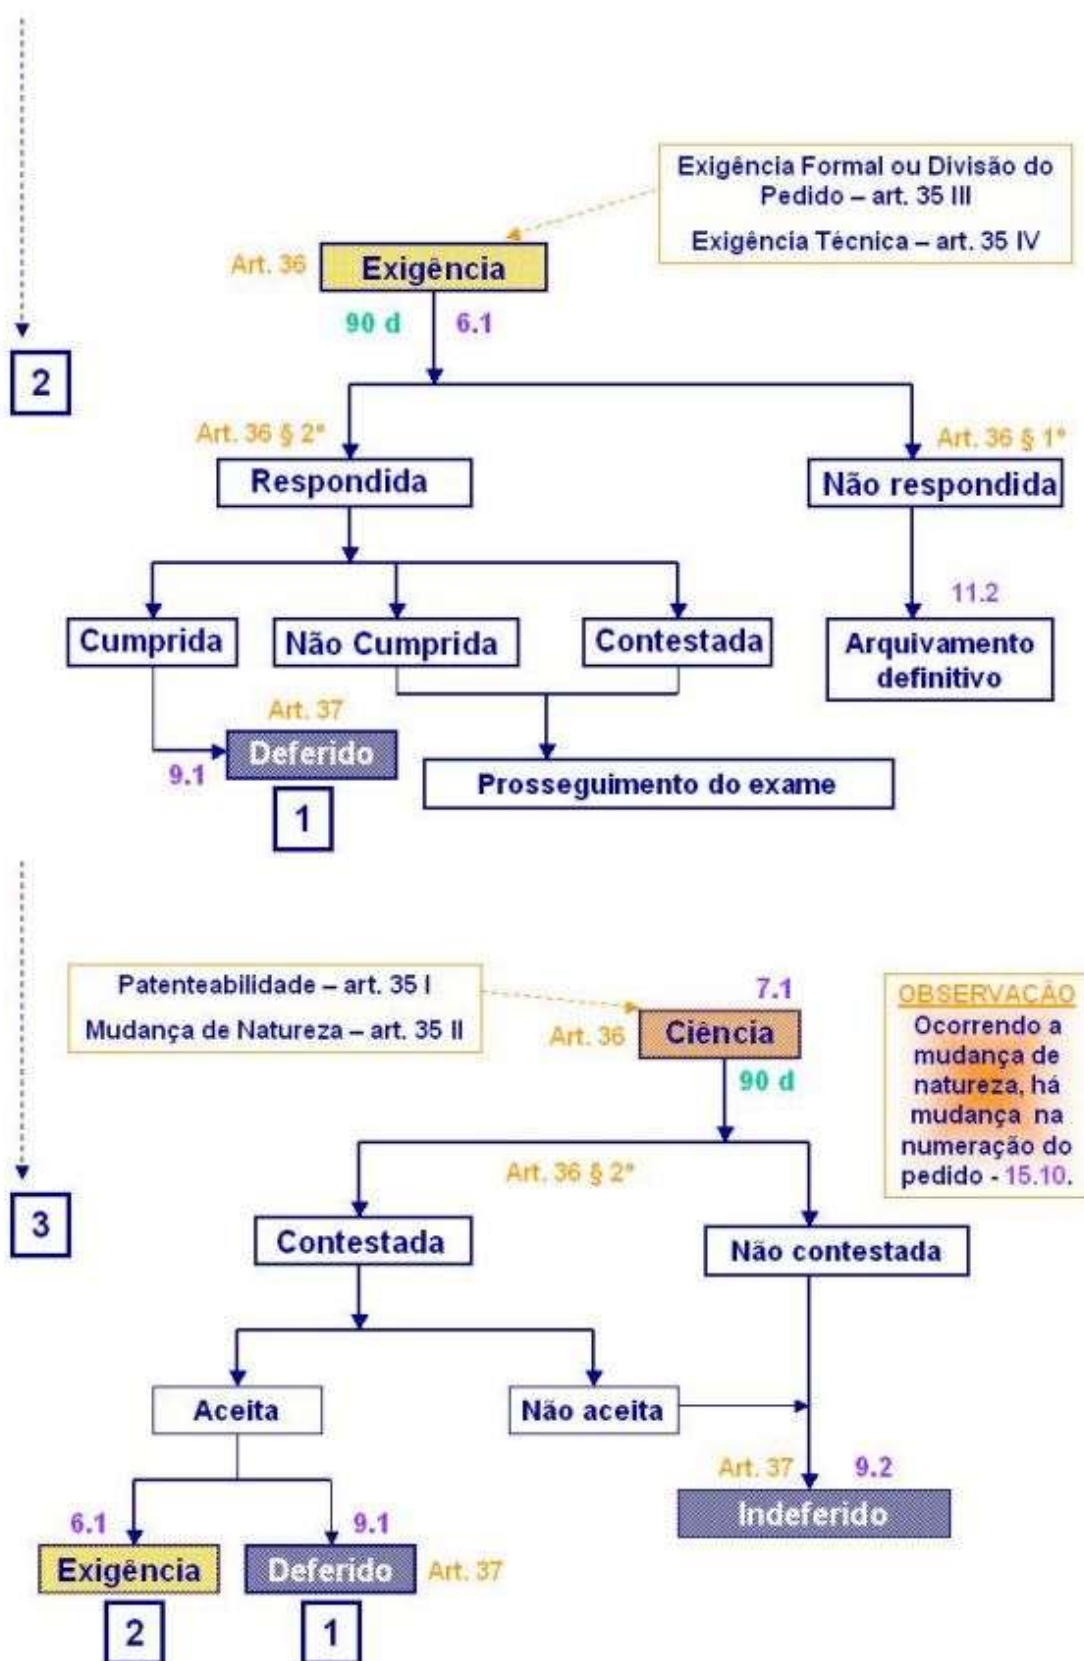 Exigência Formal ou Divisão do
Pedido – art. 35 III
Exigência Técnica – art. 35 IV
Art. 36
Exigência
90 d
6.1
2
Art. 36 § 2°
Art. 36 § 1°
Respondida
Não respondida
11.2
Cumprida
Não Cumprida
Contestada
Arquivamento
definitivo
Art. 37
Deferido
9.1
Prosseguimento do exame
1
Patenteabilidade – art. 35 I
Mudança de Natureza – art. 35 II
7.1
Art. 36
Ciência
90 d
OBSERVACÃO
Ocorrendo a
mudança de
natureza, há
mudança na
numeração do
pedido - 15.10.
Art. 36 § 2°
3
Contestada
Não contestada
Aceita
Não aceita
Art. 37
9.2
Indeferido
6.1
9.1
Exigência
Deferido
Art. 37
2
1